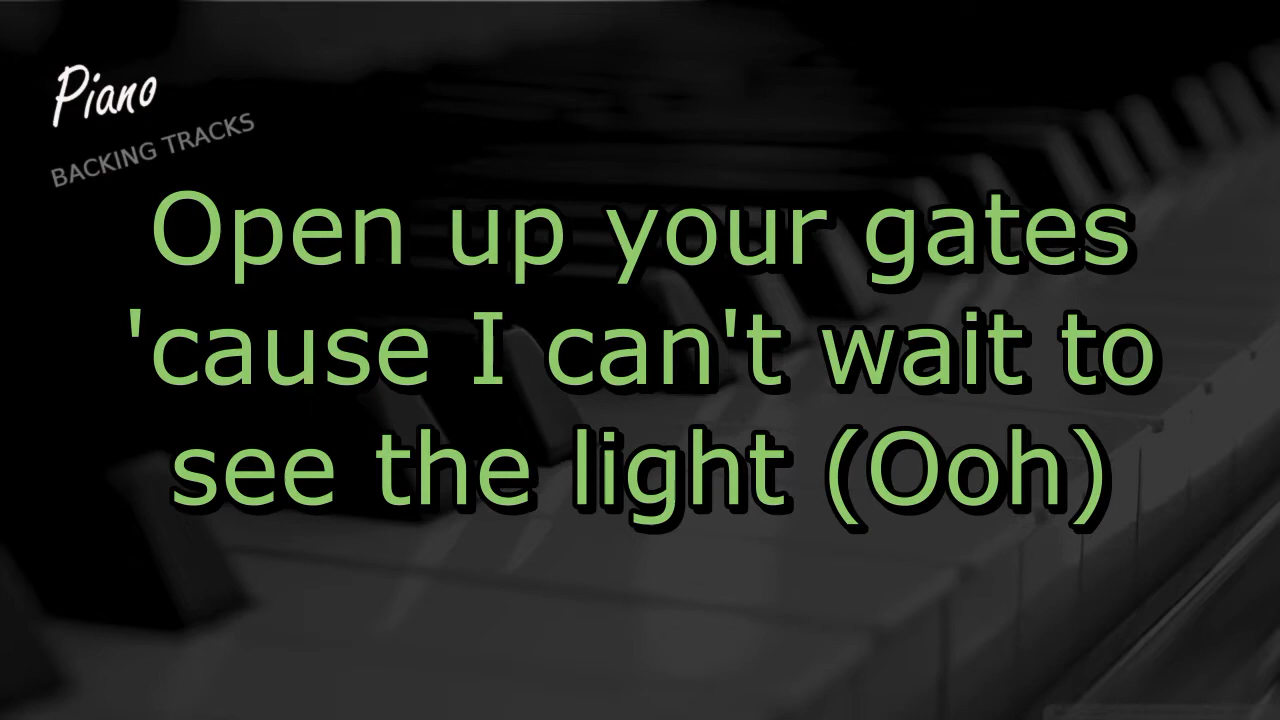 Piano
BACKING TRACKS
Open up your gates
'cause I can't wait to
see the light (Ooh)